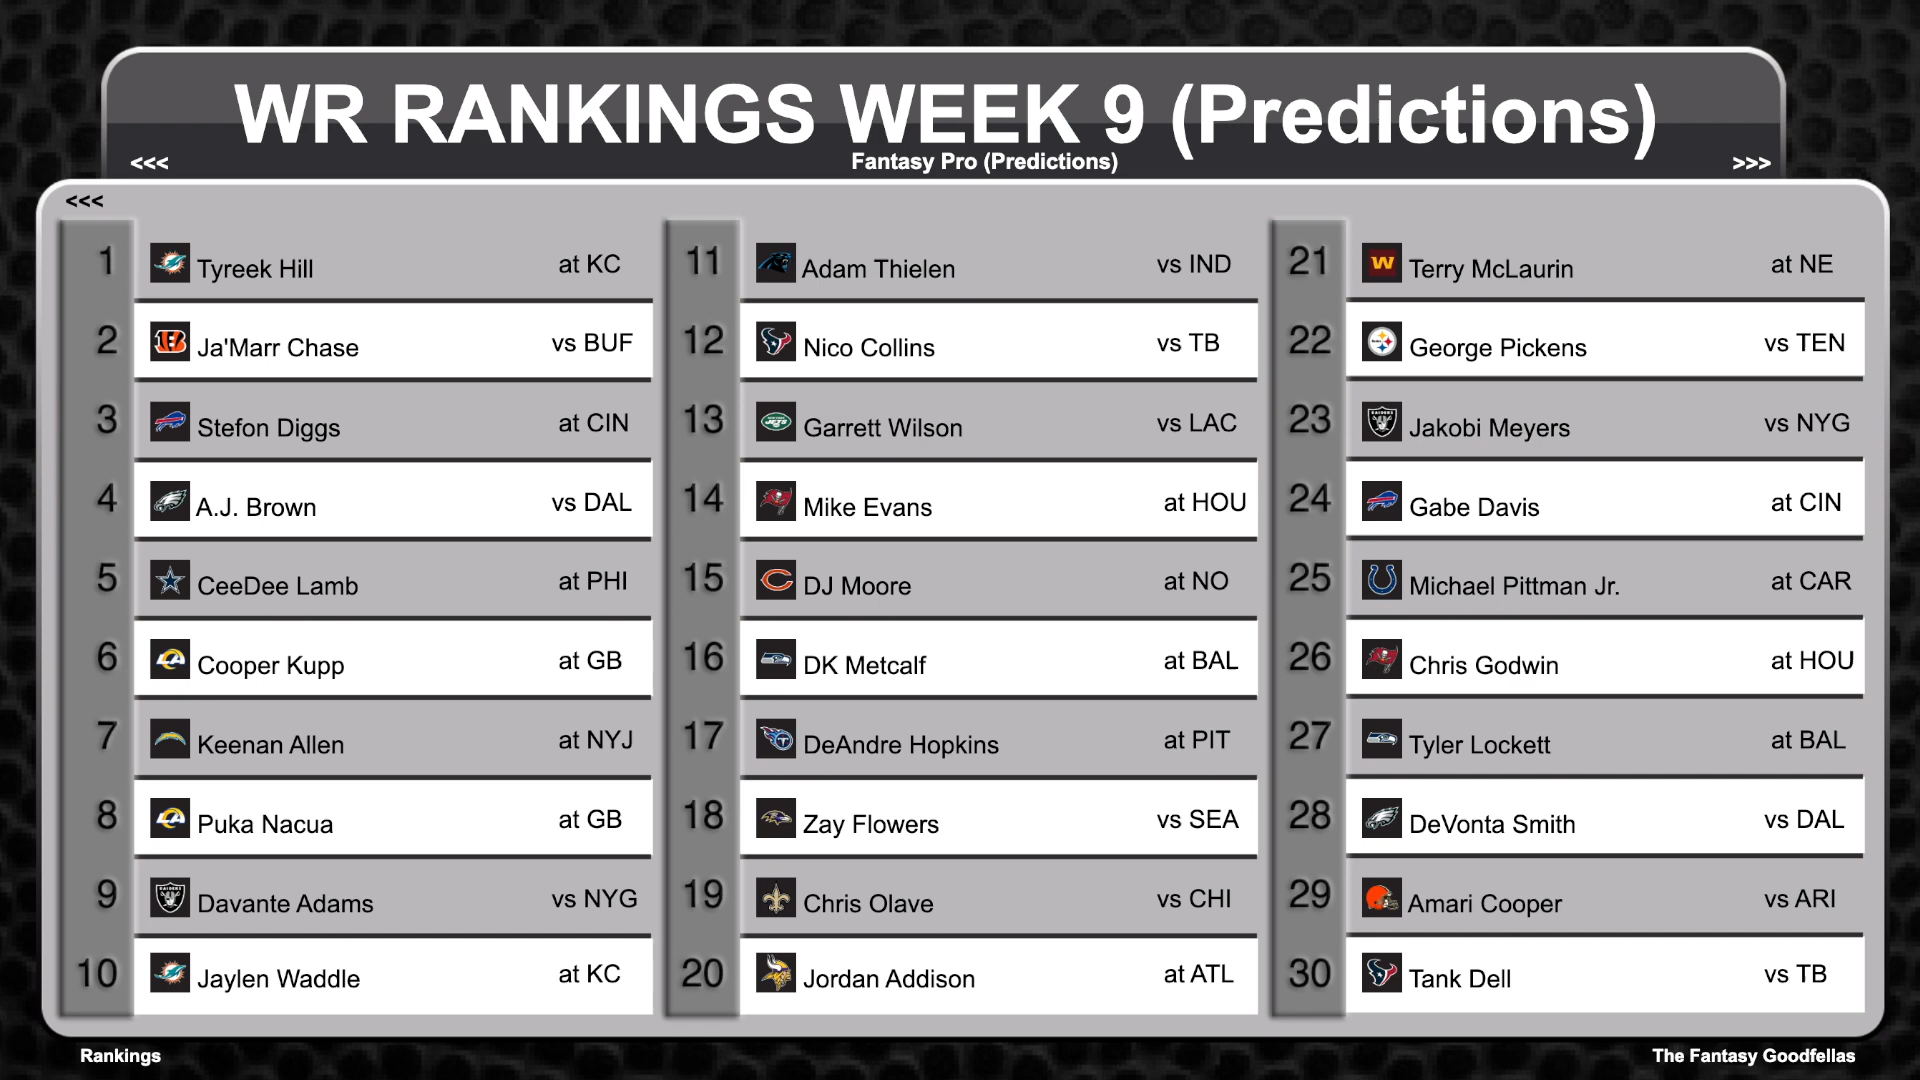 WR RANKINGS WEEK 9 (Predictions)
<<< Fantasy Pro (Predictions) >>>
<<<
1 Tyreek Hill at KC
2 Ja'Marr Chase vs BUF
3 Stefon Diggs at CIN
4 A.J. Brown vs DAL
5 CeeDee Lamb at PHI
6 Cooper Kupp at GB
7 Keenan Allen at NYJ
8 Puka Nacua at GB
9 Davante Adams vs NYG
10 Jaylen Waddle at KC
11 Adam Thielen vs IND
12 Nico Collins vs TB
13 Garrett Wilson vs LAC
14 Mike Evans at HOU
15 DJ Moore at NO
16 DK Metcalf at BAL
17 DeAndre Hopkins at PIT
18 Zay Flowers vs SEA
19 Chris Olave vs CHI
20 Jordan Addison at ATL
21 Terry McLaurin at NE
22 George Pickens vs TEN
23 Jakobi Meyers vs NYG
24 Gabe Davis at CIN
25 Michael Pittman Jr. at CAR
26 Chris Godwin at HOU
27 Tyler Lockett at BAL
28 DeVonta Smith vs DAL
29 Amari Cooper vs ARI
30 Tank Dell vs TB
Rankings
The Fantasy Goodfellas